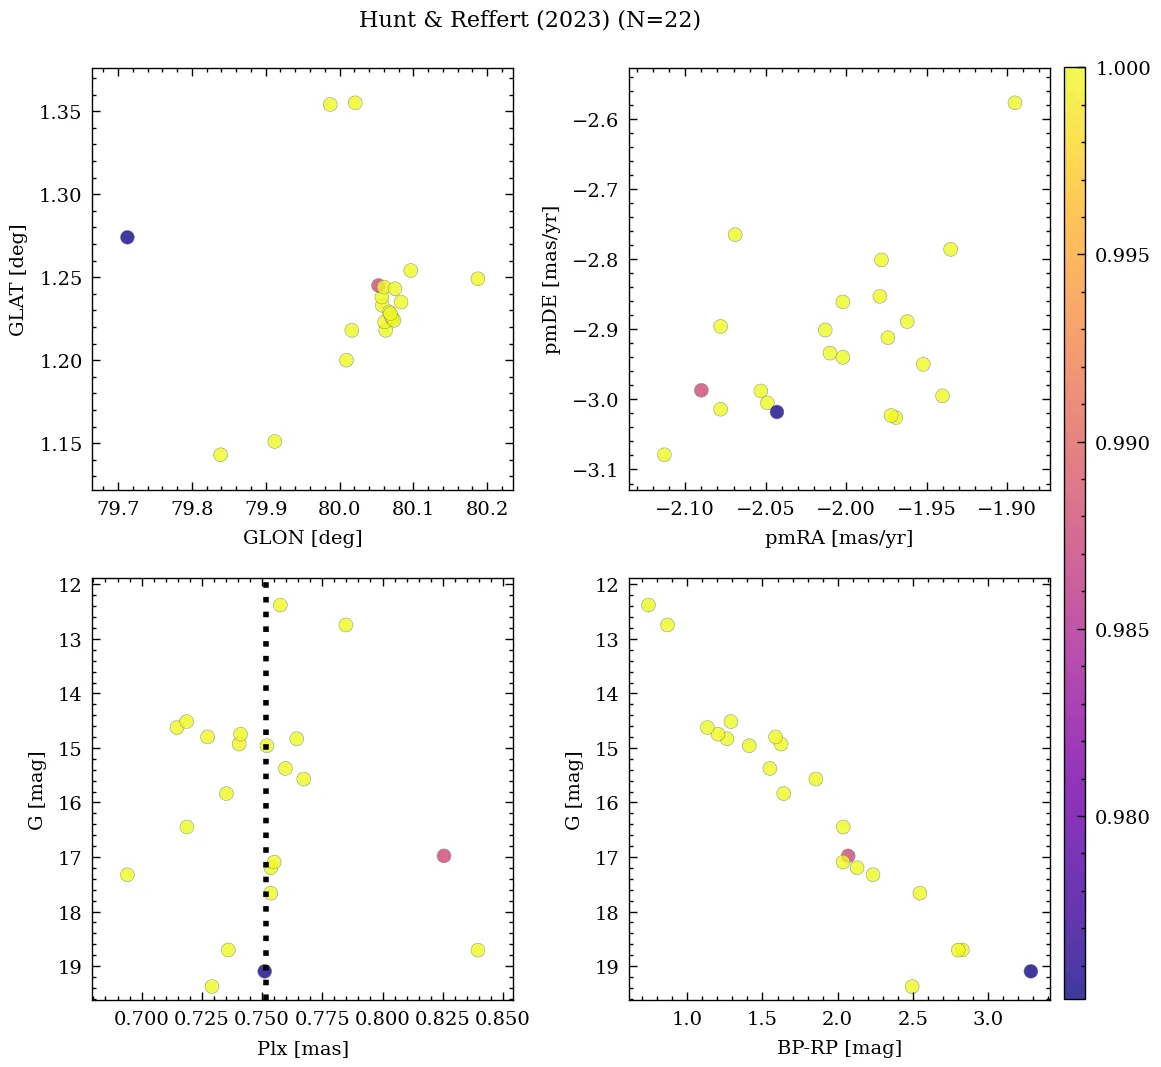 Hunt & Reffert (2023) (N=22)
1.35
1.30
1.25
1.20
1.15
GLAT [deg]
79.7 79.8 79.9 80.0 80.1 80.2
GLON [deg]
−2.6
−2.7
−2.8
−2.9
−3.0
−3.1
pmDE [mas/yr]
−2.10 −2.05 −2.00 −1.95 −1.90
pmRA [mas/yr]
1.000
0.995
0.990
0.985
0.980
12
13
14
15
16
17
18
19
G [mag]
0.700 0.725 0.750 0.775 0.800 0.825 0.850
Plx [mas]
12
13
14
15
16
17
18
19
G [mag]
1.0 1.5 2.0 2.5 3.0
BP-RP [mag]